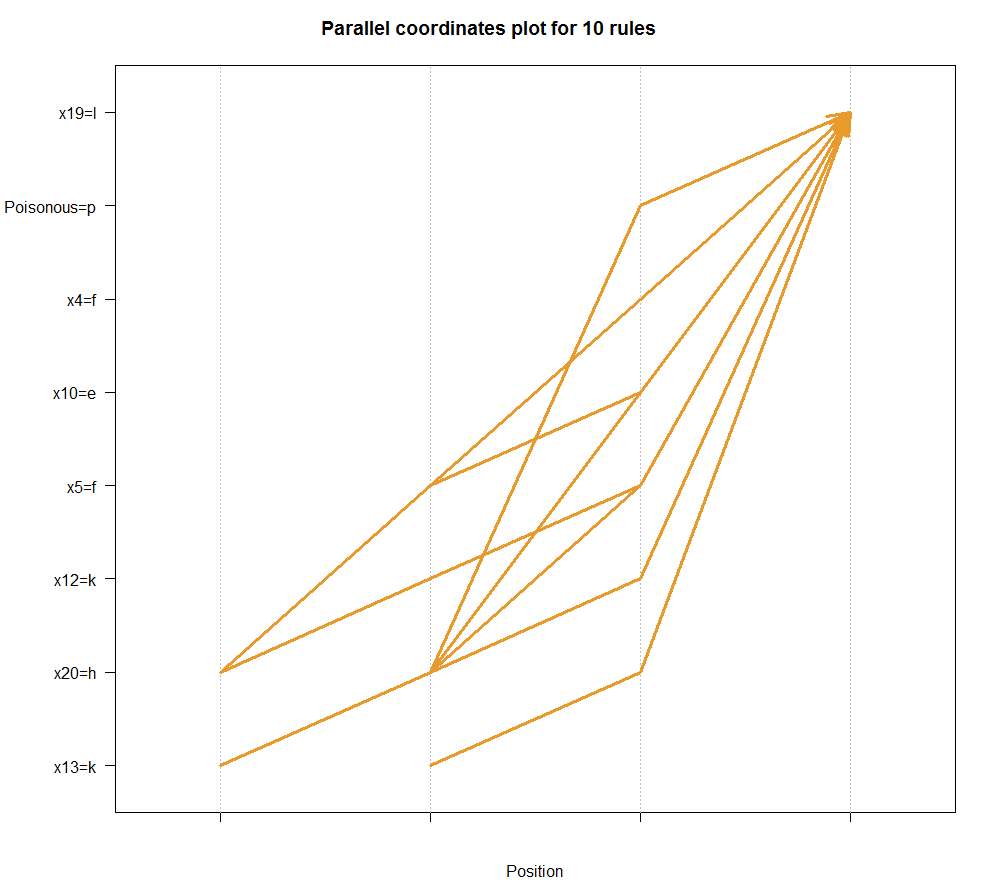 Parallel coordinates plot for 10 rules
x19=l
Poisonous=p
x4=f
x10=e
x5=f
x12=k
x20=h
x13=k
Position